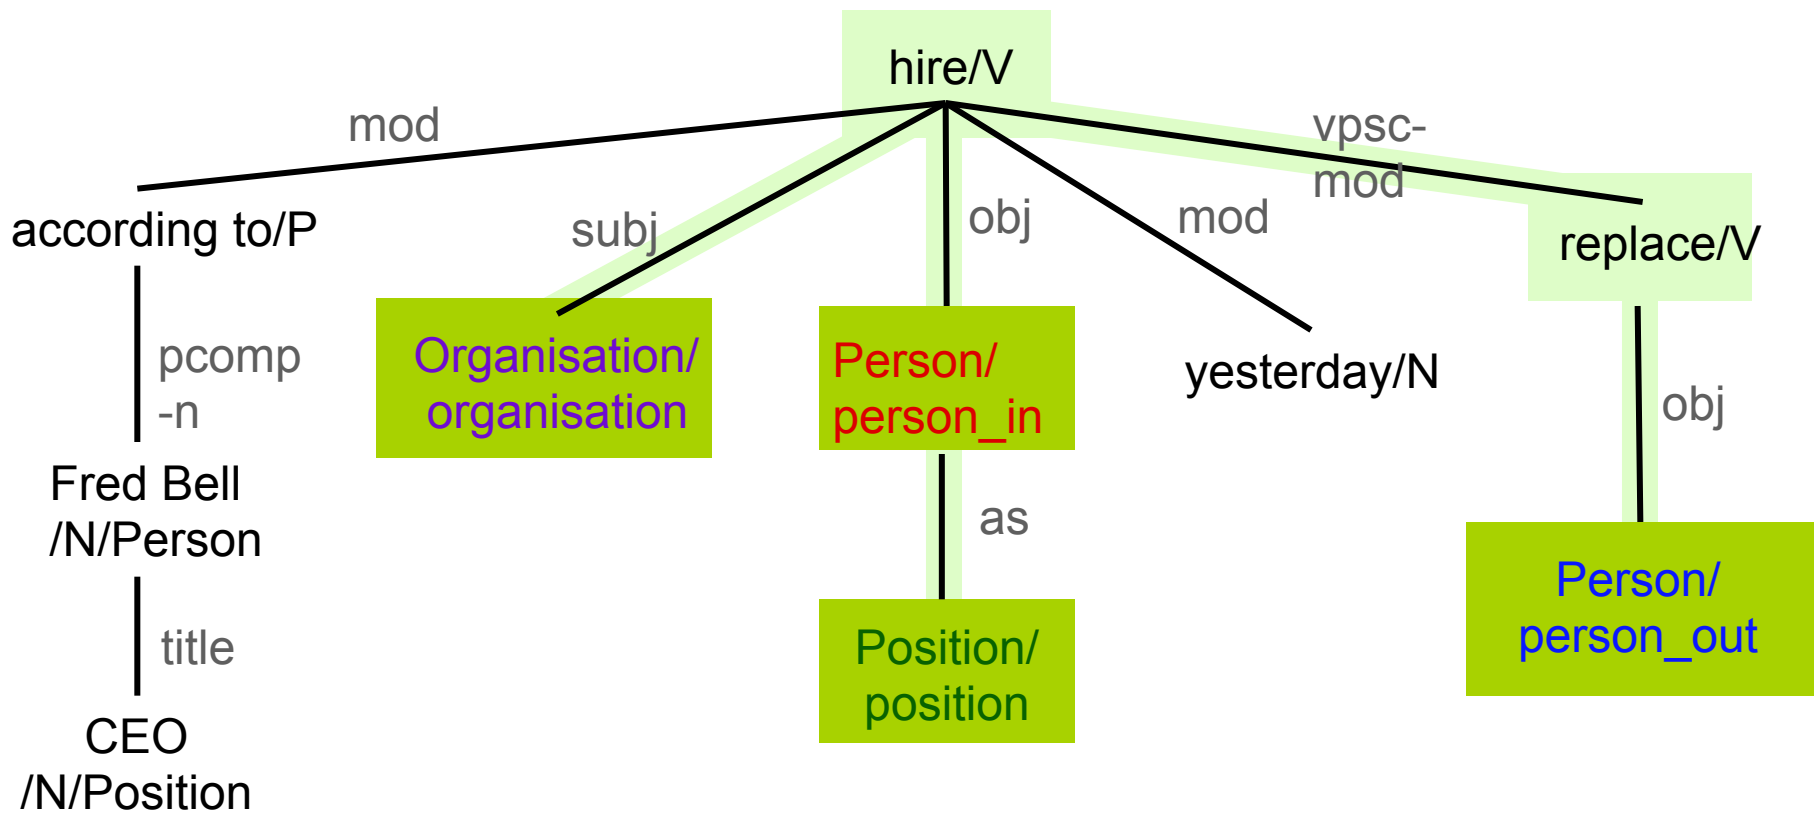 hire/V
mod
vpsc-
mod
according to/P
subj
obj
mod
replace/V
pcomp
-n
Organisation/
organisation
Person/
person_in
yesterday/N
obj
Fred Bell
/N/Person
as
Person/
person_out
title
Position/
position
CEO
/N/Position